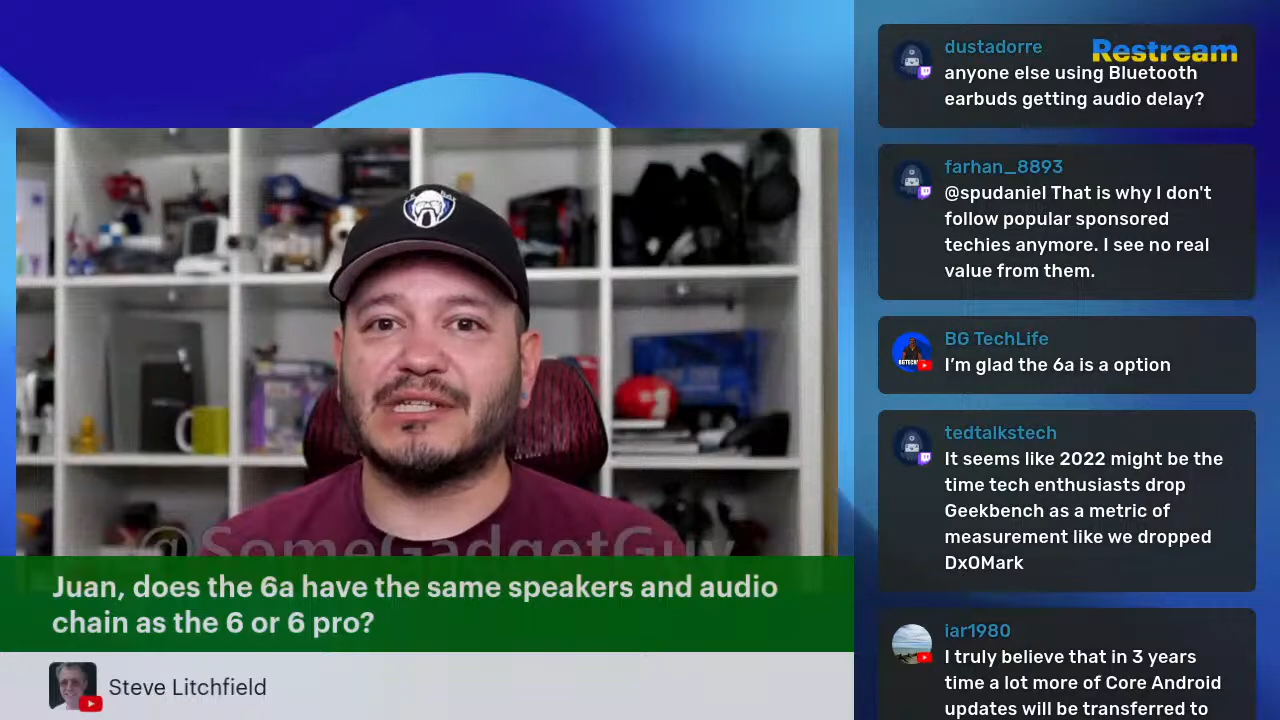 @SomeGadgetGuy
Juan, does the 6a have the same speakers and audio
chain as the 6 or 6 pro?
Steve Litchfield
Restream
dustadorre
anyone else using Bluetooth
earbuds getting audio delay?
farhan_8893
@spudaniel That is why I don't
follow popular sponsored
techies anymore. I see no real
value from them.
BG TechLife
I’m glad the 6a is a option
tedtalkstech
It seems like 2022 might be the
time tech enthusiasts drop
Geekbench as a metric of
measurement like we dropped
DxOMark
iar1980
I truly believe that in 3 years
time a lot more of Core Android
updates will be transferred to